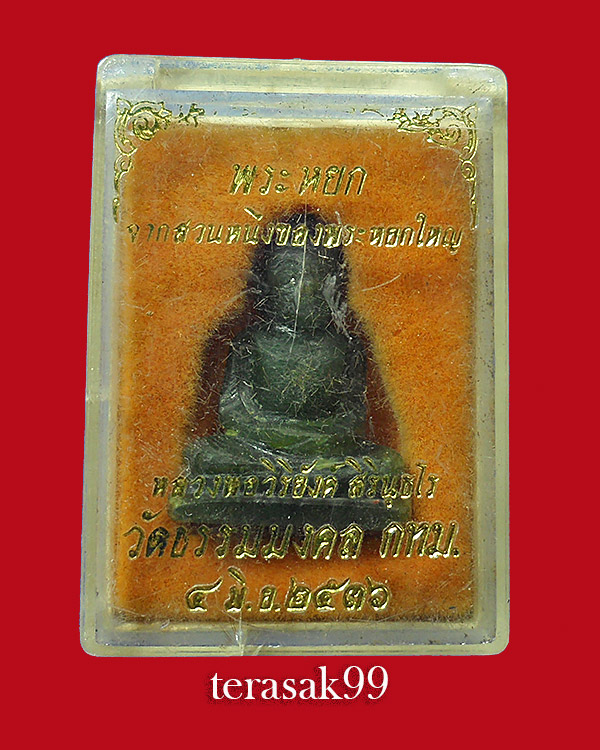 พระหยก
จากส่วนหนึ่งของพระหยกใหญ่
หลวงพ่อวิริยังค์ สิรินฺธโร
วัดธรรมมงคล กทม.
๔ มิ.ย.๒๕๓๖
terasak99